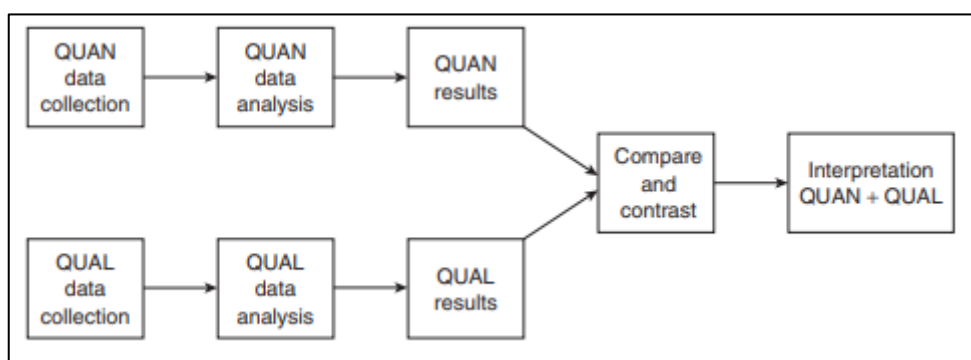 QUAN
data
collection
QUAN
data
analysis
QUAN
results
Compare
and
contrast
Interpretation
QUAN + QUAL
QUAL
data
collection
QUAL
data
analysis
QUAL
results